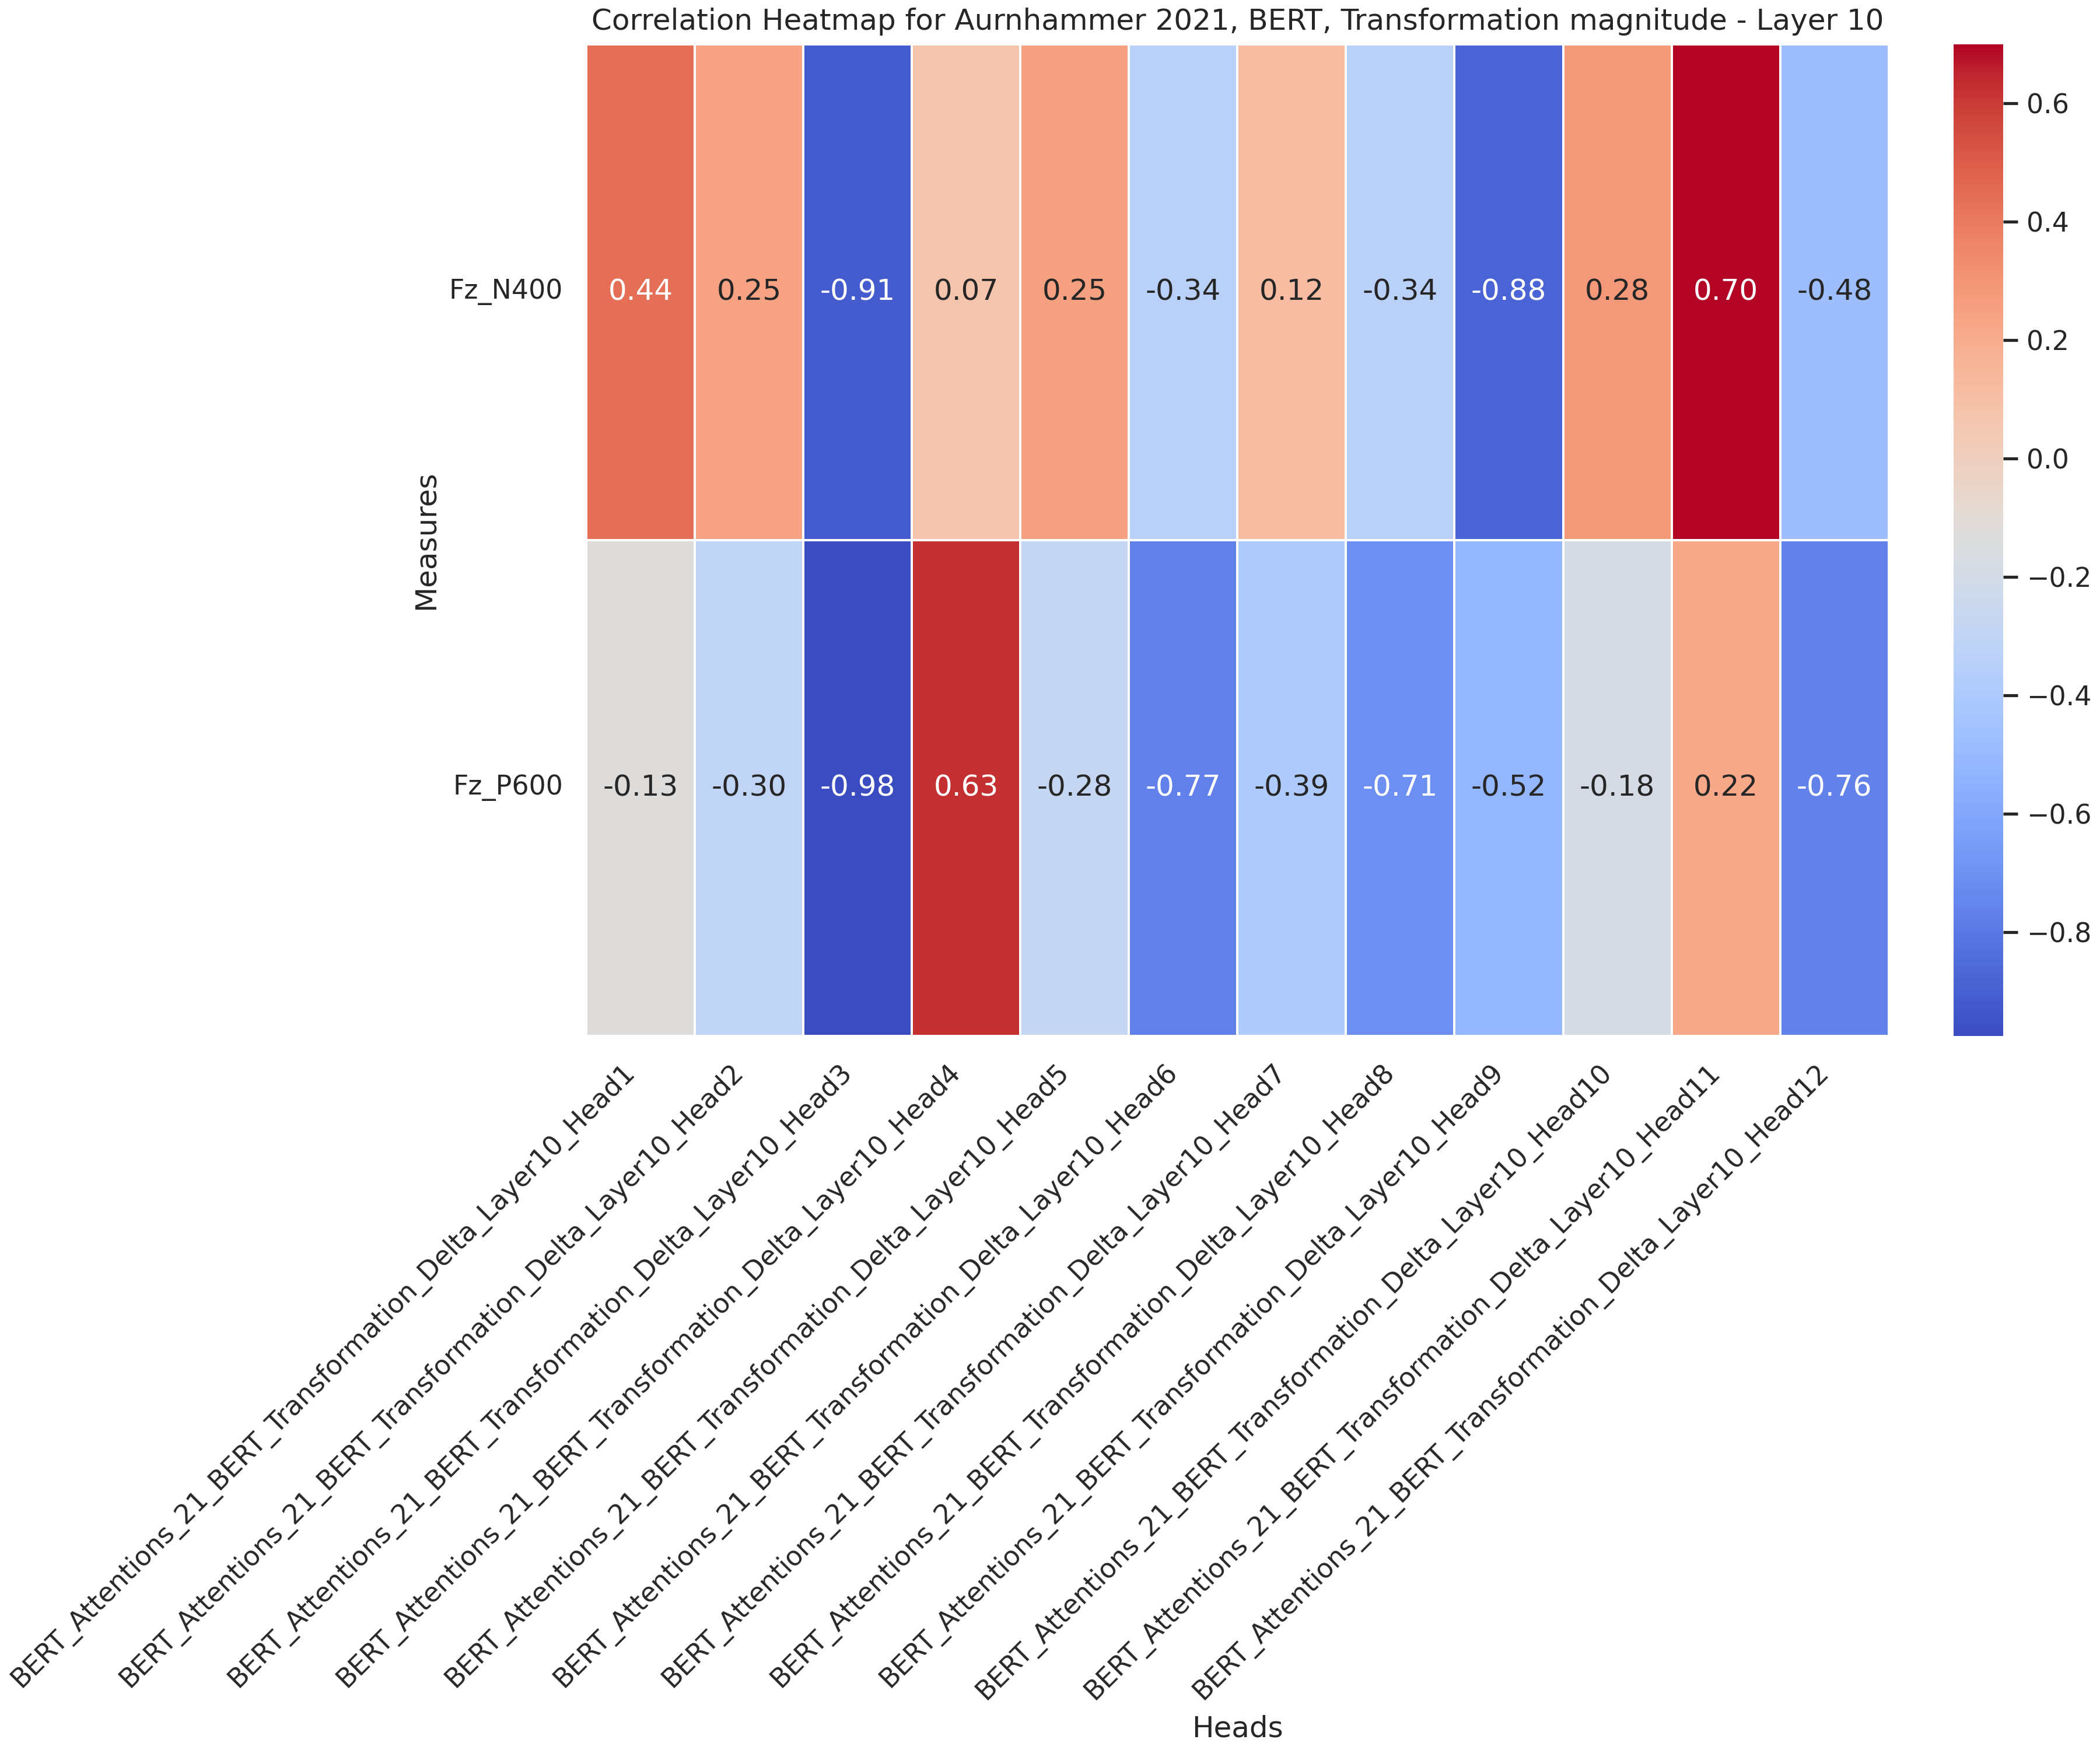 Correlation Heatmap for Aurnhammer 2021, BERT, Transformation magnitude - Layer 10
Measures
Fz_N400
0.44 0.25 -0.91 0.07 0.25 -0.34 0.12 -0.34 -0.88 0.28 0.70 -0.48
Fz_P600
-0.13 -0.30 -0.98 0.63 -0.28 -0.77 -0.39 -0.71 -0.52 -0.18 0.22 -0.76
0.6
0.4
0.2
0.0
−0.2
−0.4
−0.6
−0.8
BERT_Attentions_21_BERT_Transformation_Delta_Layer10_Head1
BERT_Attentions_21_BERT_Transformation_Delta_Layer10_Head2
BERT_Attentions_21_BERT_Transformation_Delta_Layer10_Head3
BERT_Attentions_21_BERT_Transformation_Delta_Layer10_Head4
BERT_Attentions_21_BERT_Transformation_Delta_Layer10_Head5
BERT_Attentions_21_BERT_Transformation_Delta_Layer10_Head6
BERT_Attentions_21_BERT_Transformation_Delta_Layer10_Head7
BERT_Attentions_21_BERT_Transformation_Delta_Layer10_Head8
BERT_Attentions_21_BERT_Transformation_Delta_Layer10_Head9
BERT_Attentions_21_BERT_Transformation_Delta_Layer10_Head10
BERT_Attentions_21_BERT_Transformation_Delta_Layer10_Head11
BERT_Attentions_21_BERT_Transformation_Delta_Layer10_Head12
Heads